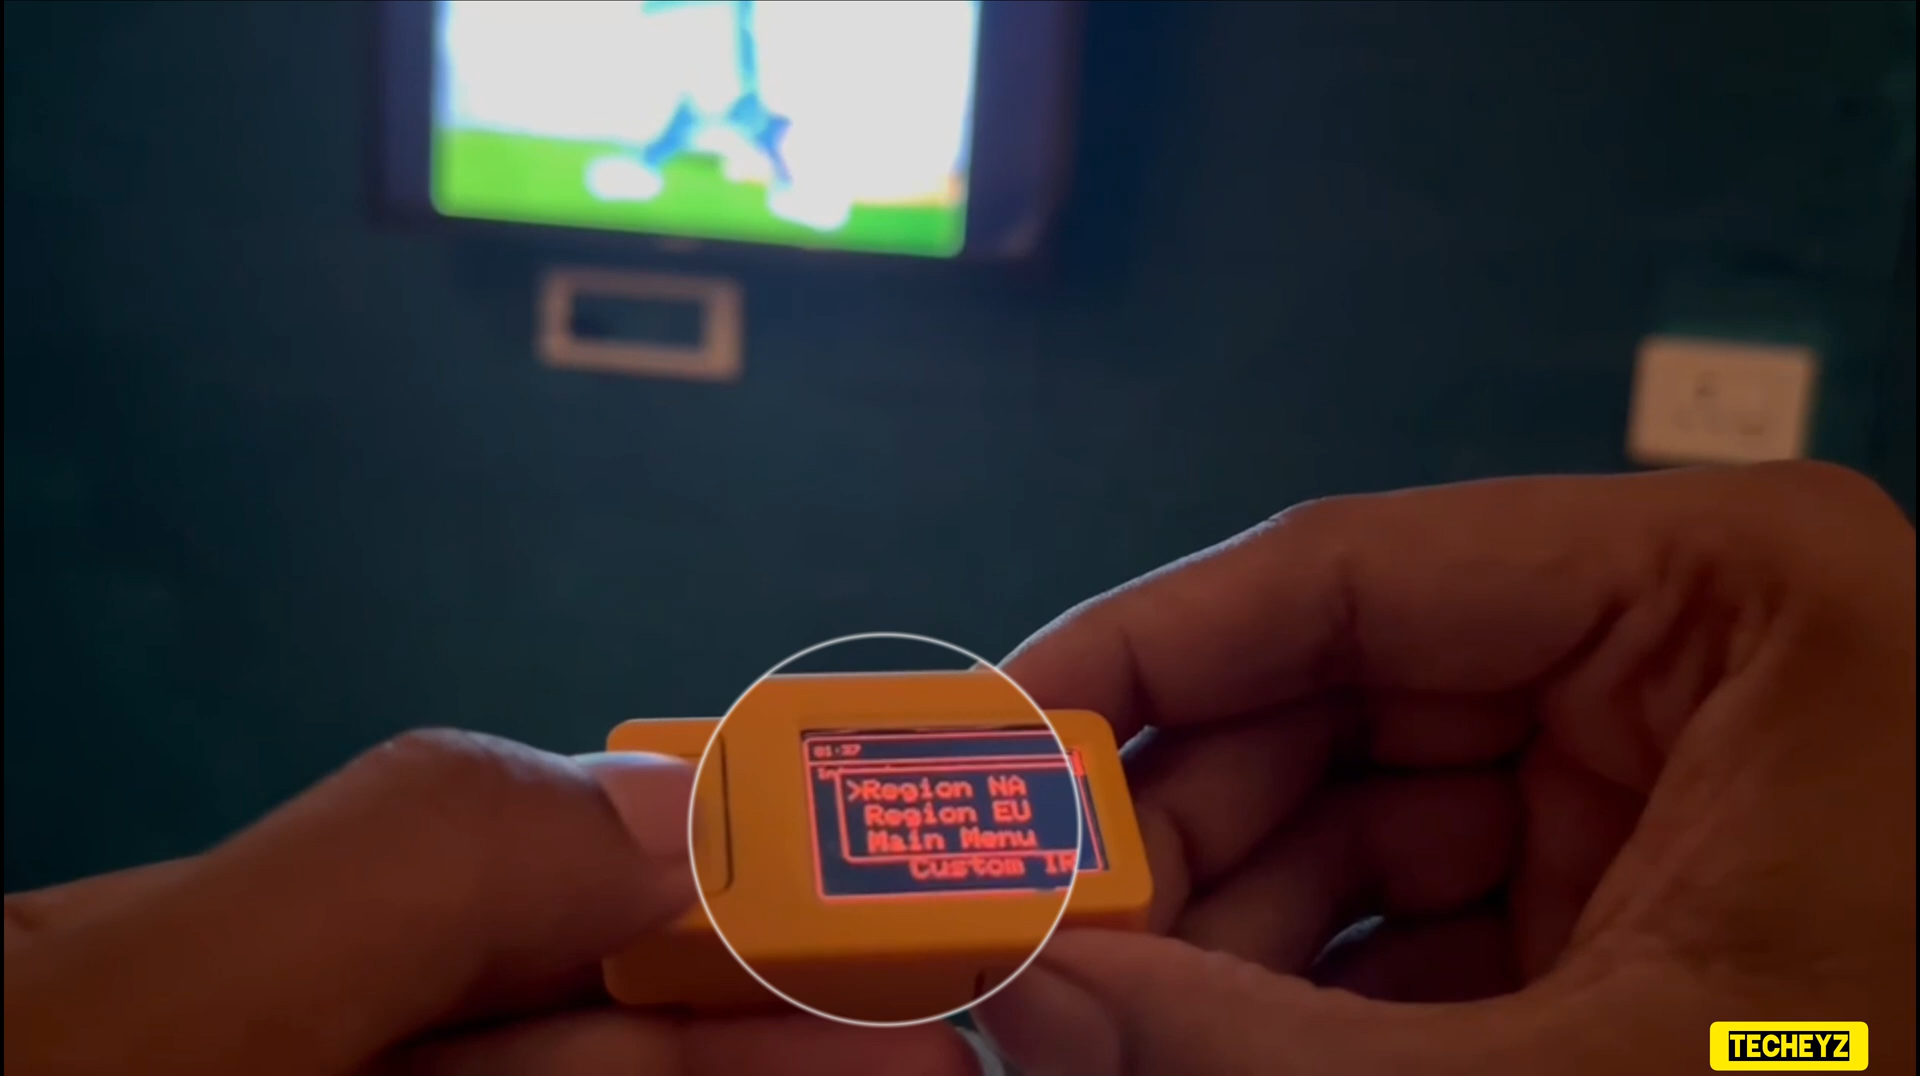 01:37
>Region NA
Region EU
Main Menu
Custom IR
TECHEYZ